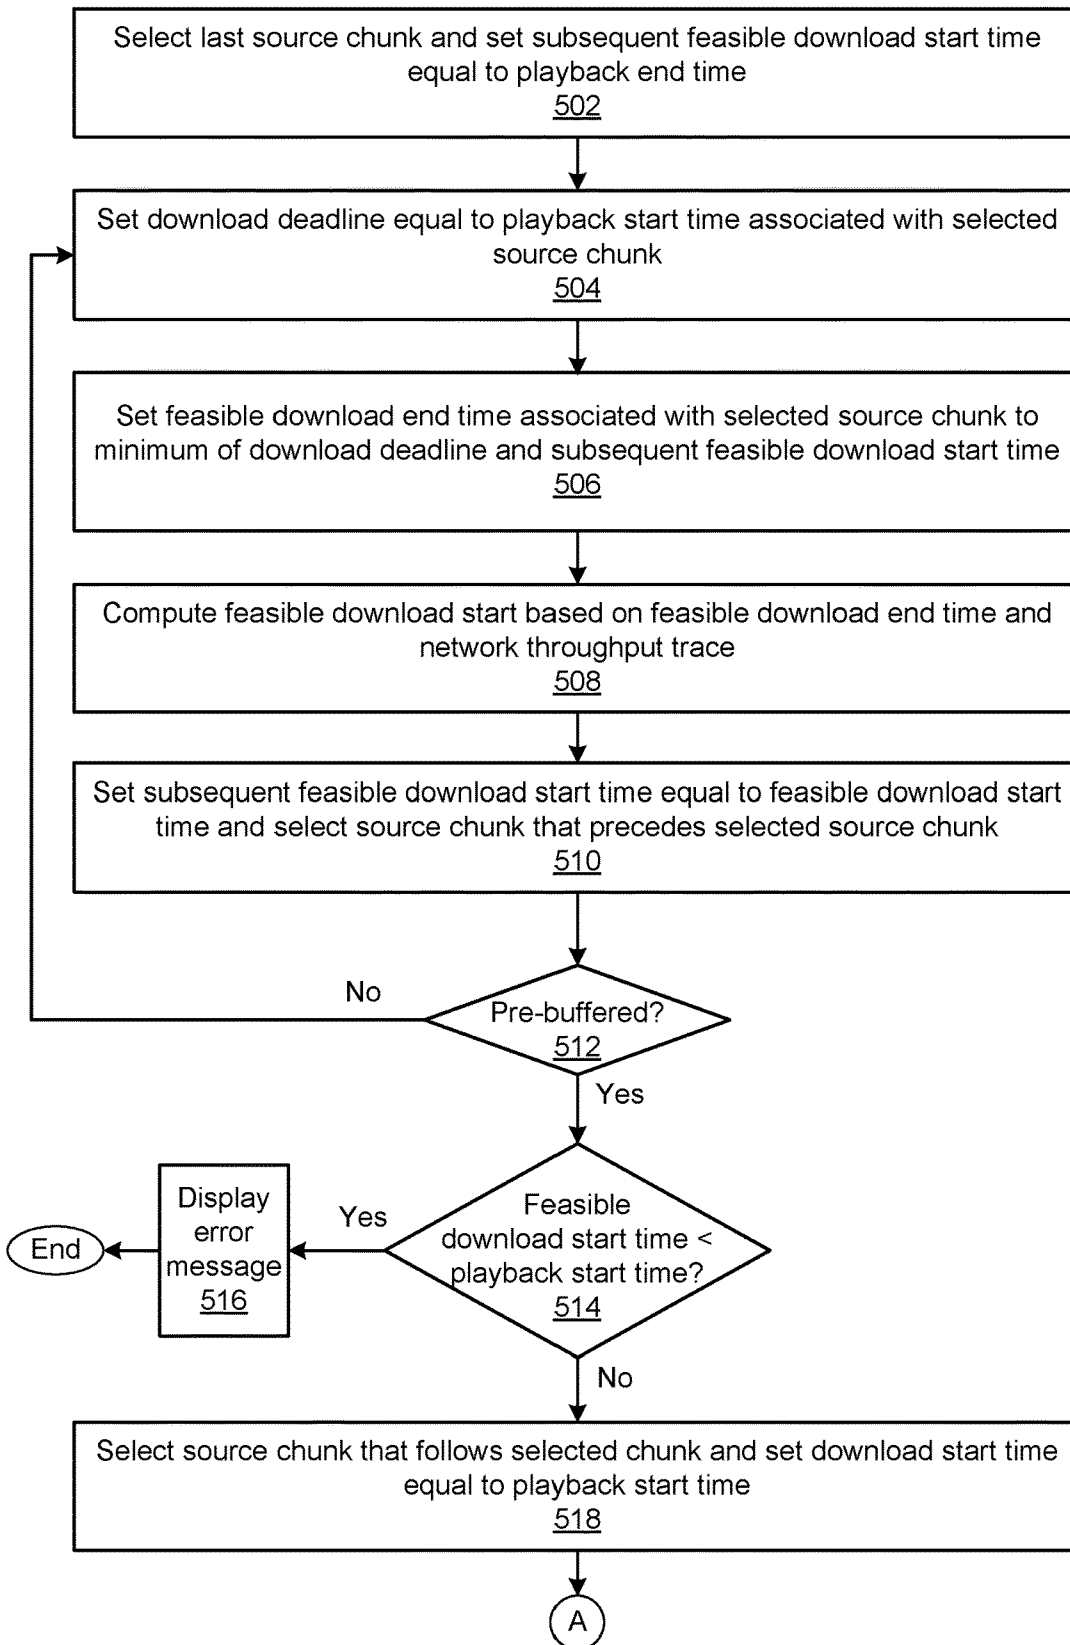 Select last source chunk and set subsequent feasible download start time
equal to playback end time
502
Set download deadline equal to playback start time associated with selected
source chunk
504
Set feasible download end time associated with selected source chunk to
minimum of download deadline and subsequent feasible download start time
506
Compute feasible download start based on feasible download end time and
network throughput trace
508
Set subsequent feasible download start time equal to feasible download start
time and select source chunk that precedes selected source chunk
510
No
Pre-buffered?
512
Yes
Feasible
download start time <
playback start time?
514
Yes
Display
error
message
516
End
No
Select source chunk that follows selected chunk and set download start time
equal to playback start time
518
A